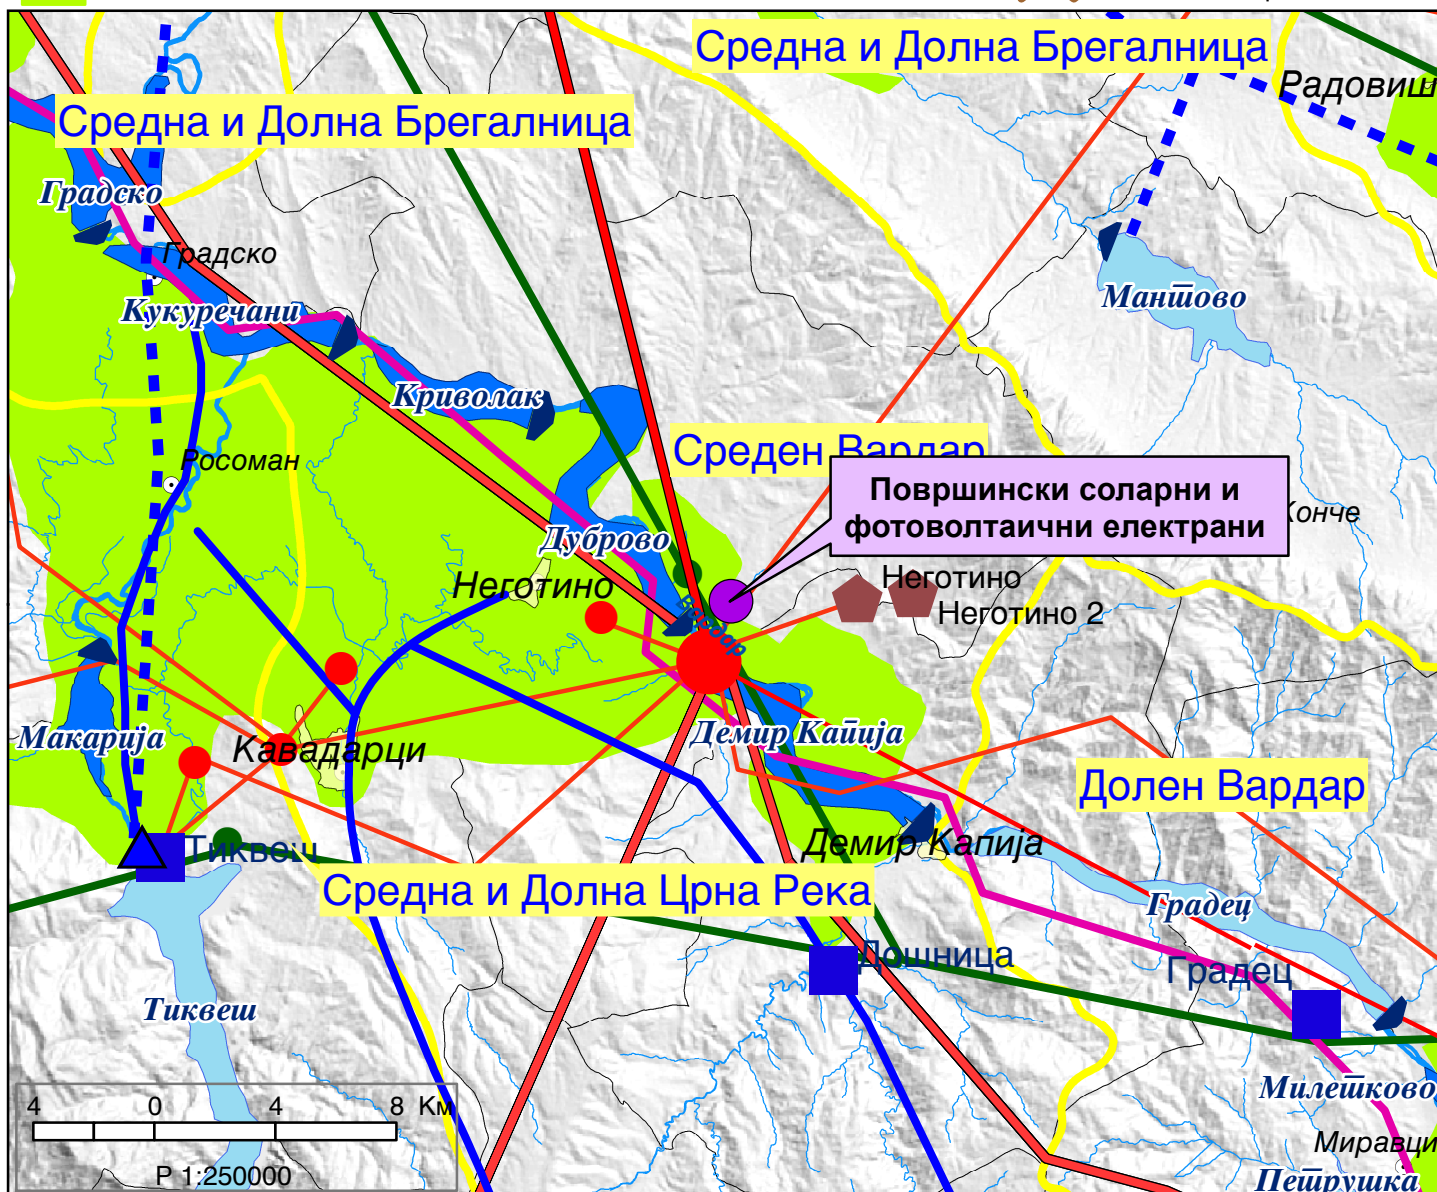 Средна и Долна Брегалница
Радовиш
Средна и Долна Брегалница
Градско
Градско
Мантово
Кукуречани
Криволак
Среден Вардар
Росоман
Површински соларни и
фотоволтаични електрани
Конче
Дуброво
Неготино
Неготино
Неготино 2
Вардар
Макарија
Кавадарци
Демир Капија
Долен Вардар
Тиквеш
Демир Капија
Средна и Долна Црна Река
Градец
Дошница
Градец
Тиквеш
Милетково
4 0 4 8 Км
Миравци
Р 1:250000
Петрушка